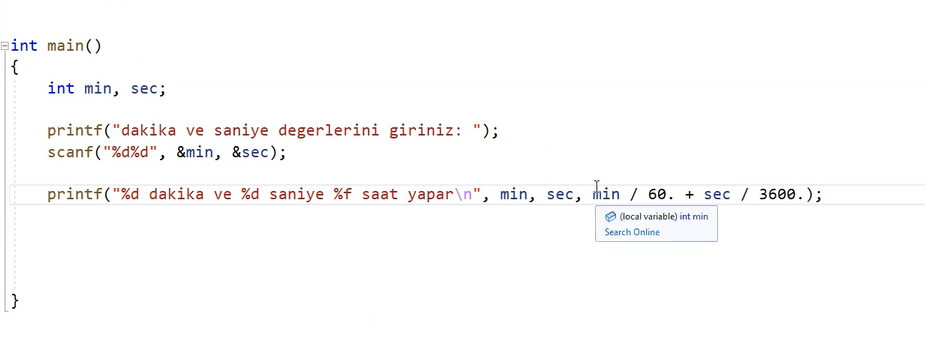 int main()
{
int min, sec;
printf("dakika ve saniye degerlerini giriniz: ");
scanf("%d%d", &min, &sec);
printf("%d dakika ve %d saniye %f saat yapar\n", min, sec, min / 60. + sec / 3600.);
(local variable) int min
Search Online
}